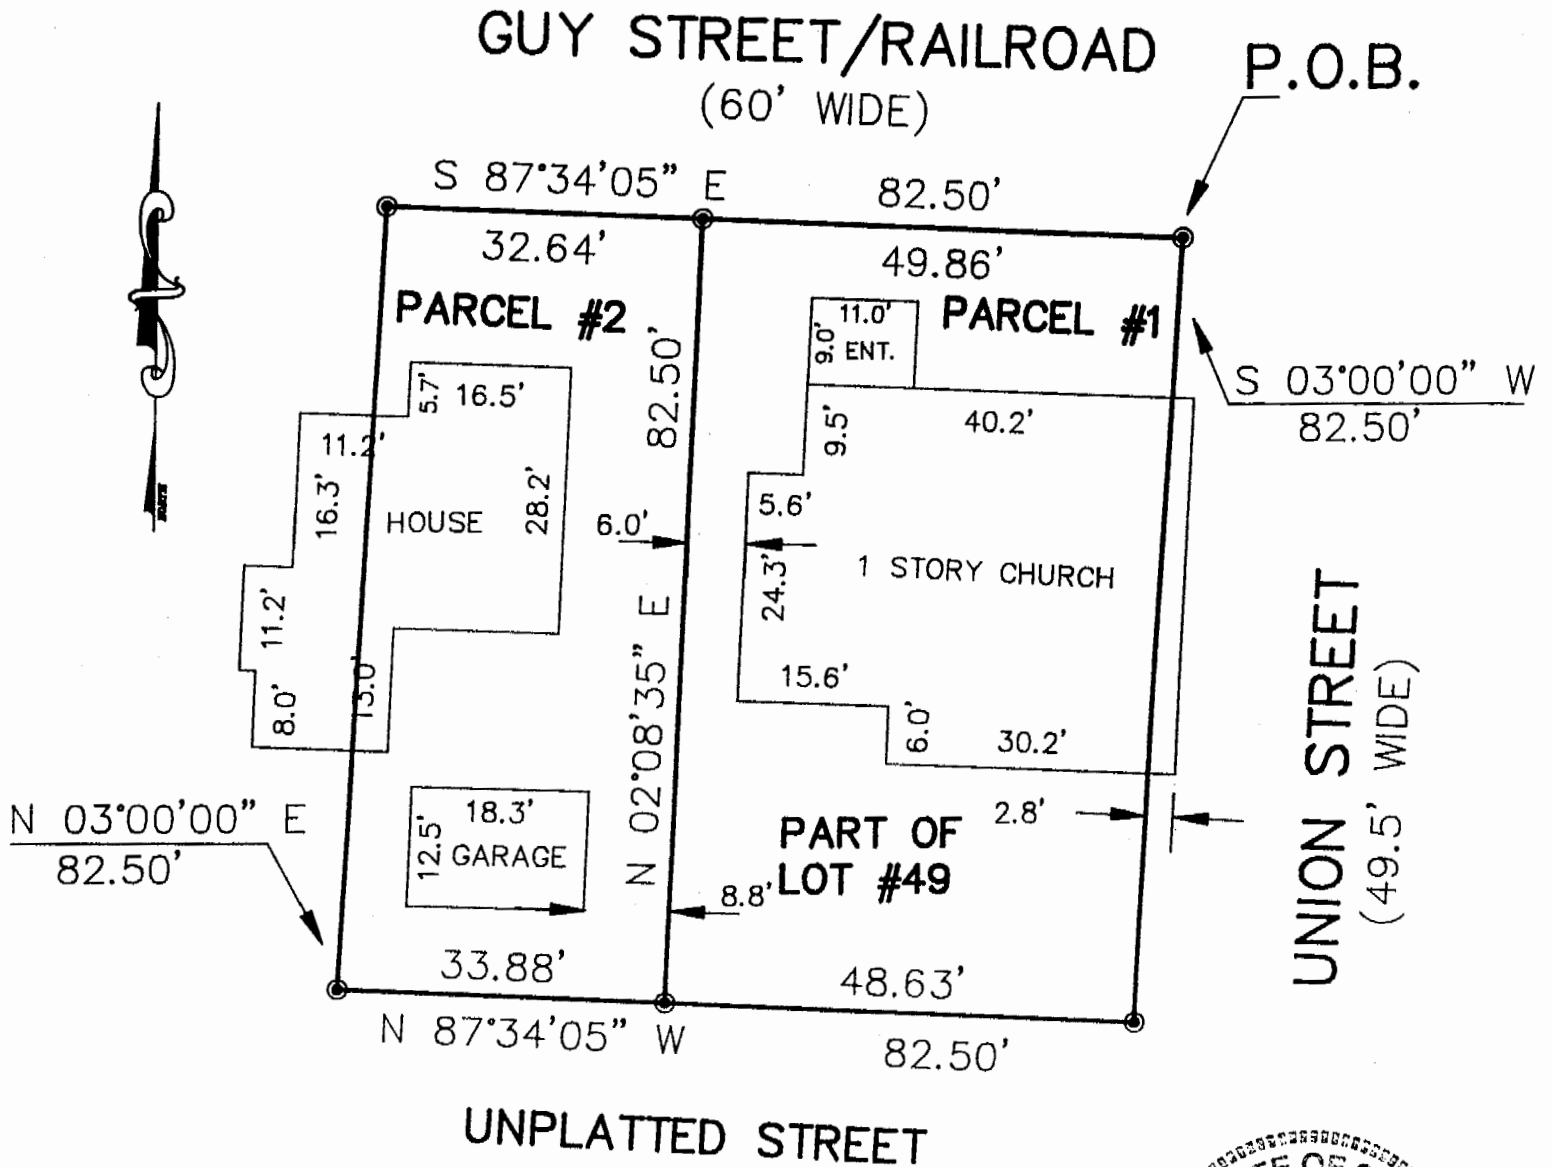 GUY STREET/RAILROAD
P.O.B.
(60' WIDE)
S 87°34'05" E
82.50'
32.64'
49.86'
PARCEL #2
PARCEL #1
11.0'
9.0'
ENT.
82.50'
S 03°00'00" W
82.50'
5.7'
16.5'
40.2'
9.5'
11.2'
16.3'
HOUSE
28.2'
6.0'
5.6'
NORTH
1 STORY CHURCH
24.3'
11.2'
15.6'
8.0'
13.0'
6.0'
30.2'
N 02°08'35" E
UNION STREET
(49.5' WIDE)
N 03°00'00" E
82.50'
18.3'
12.5'
GARAGE
2.8'
PART OF
LOT #49
8.8'
33.88'
48.63'
N 87°34'05" W
82.50'
UNPLATTED STREET
OF